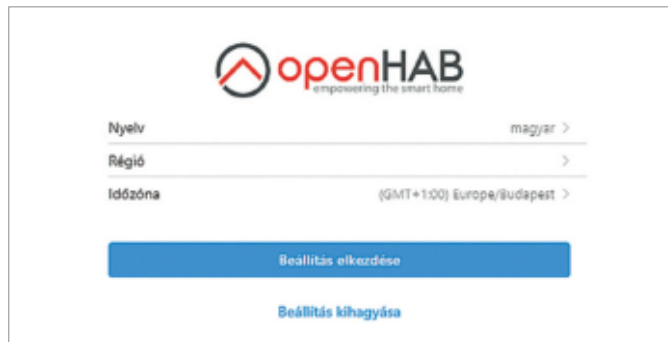 openHAB
empowering the smart home
Nyelv magyar >
Régió >
Időzóna (GMT+1:00) Europe/Budapest >
Beállítás elkezdése
Beállítás kihagyása